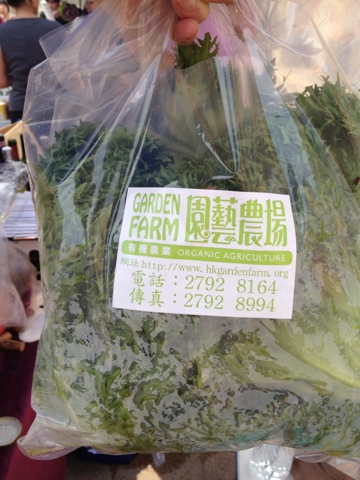 GARDEN FARM 園藝農場
有機農業 ORGANIC AGRICULTURE
網址 http://www.hkgardenfarm.org
電話：2792 8164
傳真：2792 8994